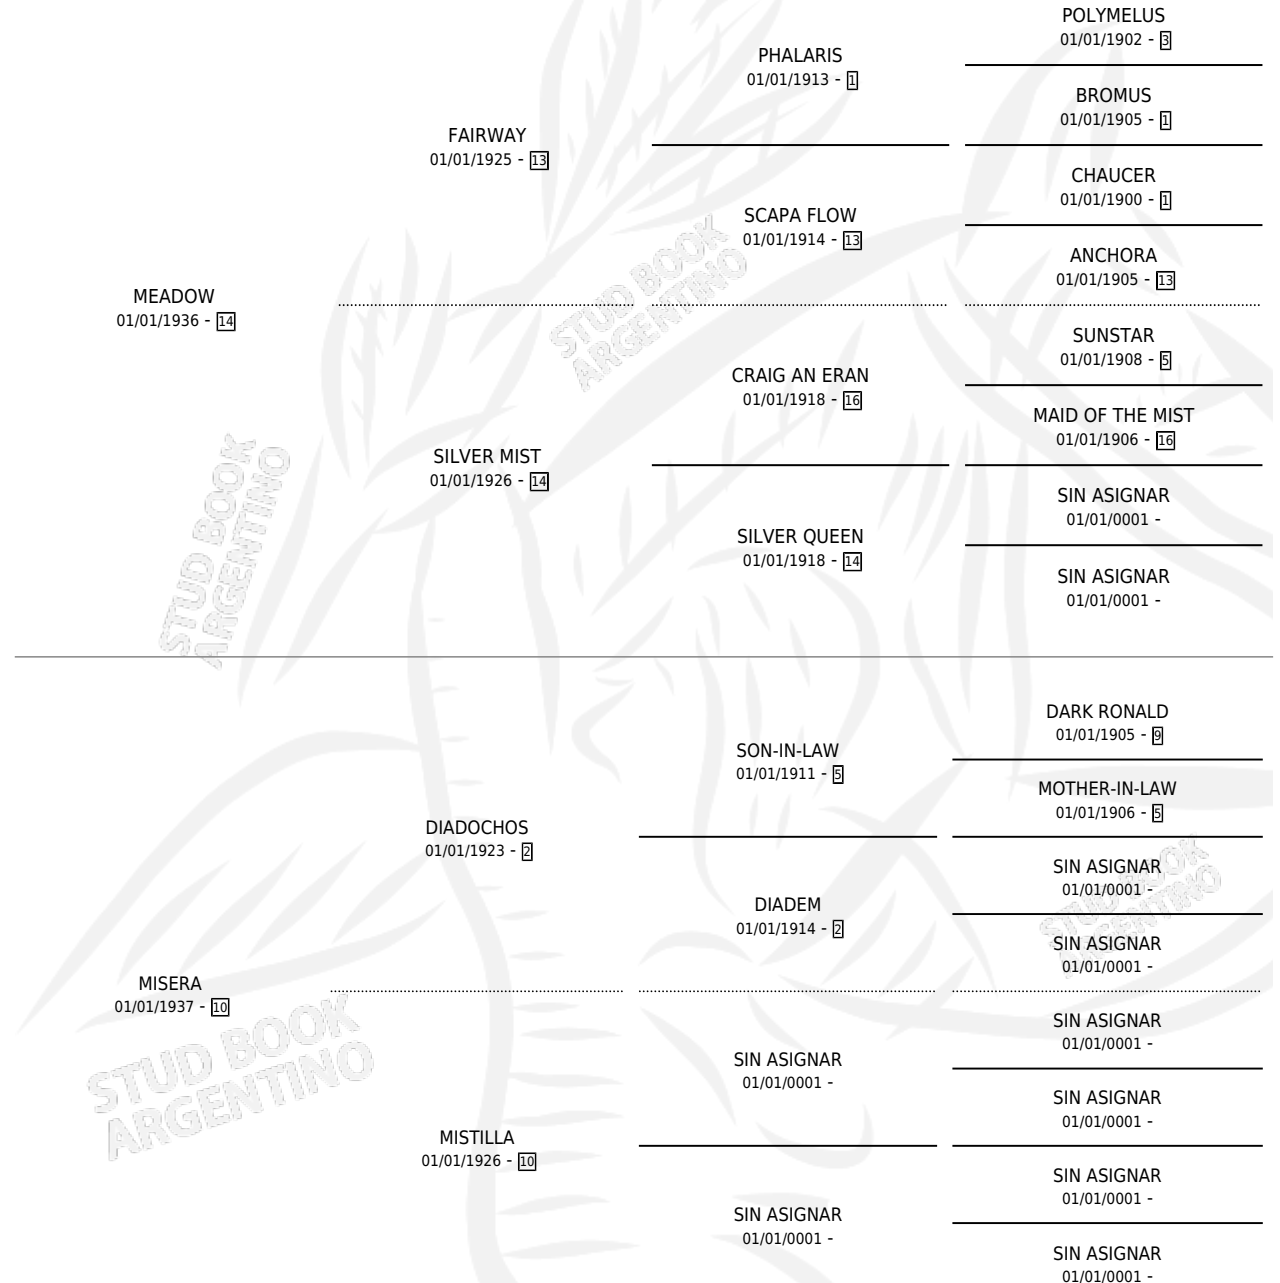 POLYMELUS
01/01/1902 - 3
PHALARIS
01/01/1913 - 1
BROMUS
01/01/1905 - 1
FAIRWAY
01/01/1925 - 13
CHAUCER
01/01/1900 - 1
SCAPA FLOW
01/01/1914 - 13
ANCHORA
01/01/1905 - 13
MEADOW
01/01/1936 - 14
SUNSTAR
01/01/1908 - 5
CRAIG AN ERAN
01/01/1918 - 16
MAID OF THE MIST
01/01/1906 - 16
SILVER MIST
01/01/1926 - 14
SIN ASIGNAR
01/01/0001 -
SILVER QUEEN
01/01/1918 - 14
SIN ASIGNAR
01/01/0001 -
DARK RONALD
01/01/1905 - 9
SON-IN-LAW
01/01/1911 - 5
MOTHER-IN-LAW
01/01/1906 - 5
DIADOCHOS
01/01/1923 - 2
SIN ASIGNAR
01/01/0001 -
DIADEM
01/01/1914 - 2
SIN ASIGNAR
01/01/0001 -
MISERA
01/01/1937 - 10
SIN ASIGNAR
01/01/0001 -
SIN ASIGNAR
01/01/0001 -
SIN ASIGNAR
01/01/0001 -
MISTILLA
01/01/1926 - 10
SIN ASIGNAR
01/01/0001 -
SIN ASIGNAR
01/01/0001 -
SIN ASIGNAR
01/01/0001 -
STUD BOOK
ARGENTINO
STUD BOOK
ARGENTINO
STUD BOOK
ARGENTINO
STUD BOOK
ARGENTINO